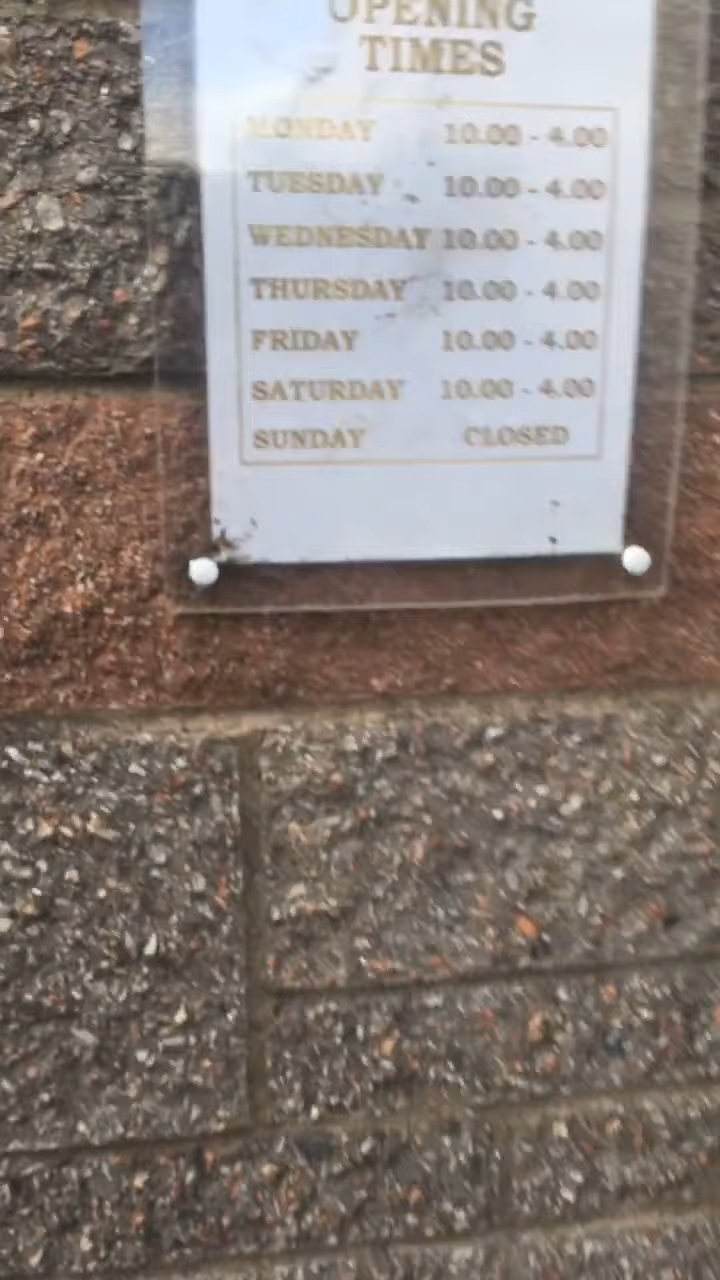 OPENING
TIMES
MONDAY 10.00 - 4.00
TUESDAY 10.00 - 4.00
WEDNESDAY 10.00 - 4.00
THURSDAY 10.00 - 4.00
FRIDAY 10.00 - 4.00
SATURDAY 10.00 - 4.00
SUNDAY CLOSED